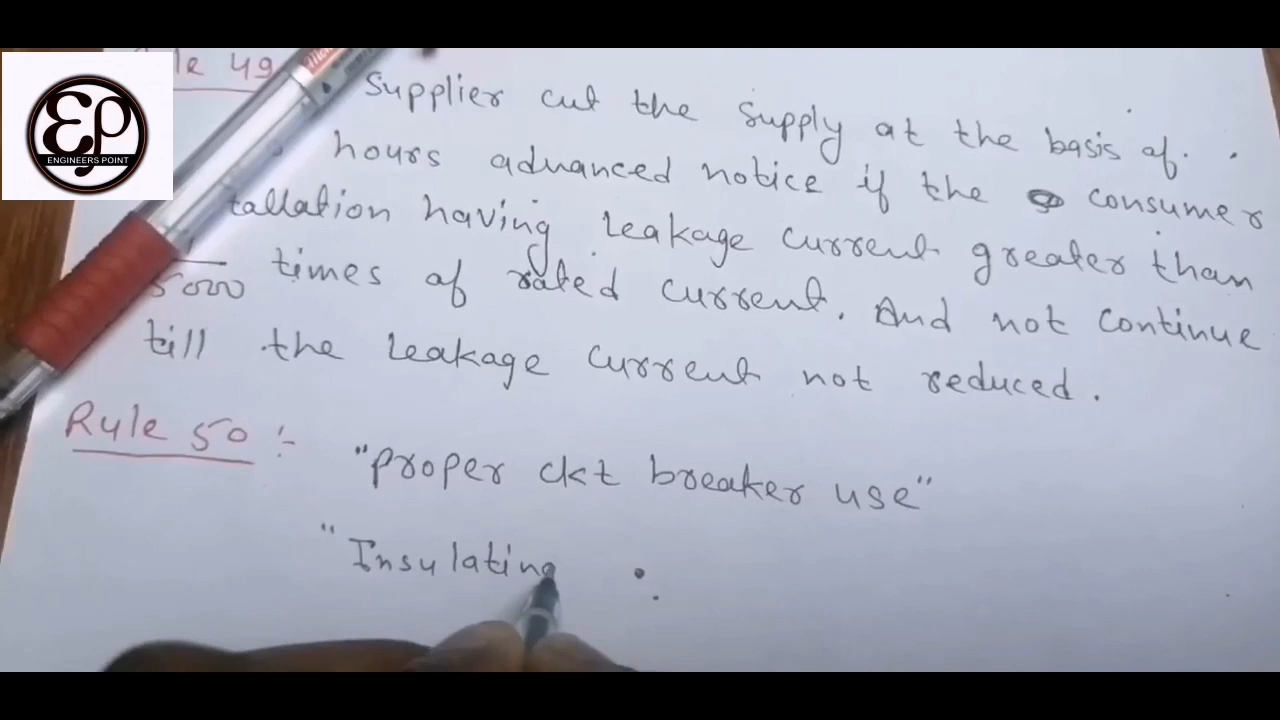 EP
ENGINEERS POINT
49
Supplier cut the supply at the basis of
hours advanced notice if the consumer
tallation having leakage current greater than
5000 times of rated current. And not continue
till the leakage current not reduced.
Rule 50 :-
"proper ckt breaker use"
"Insulating